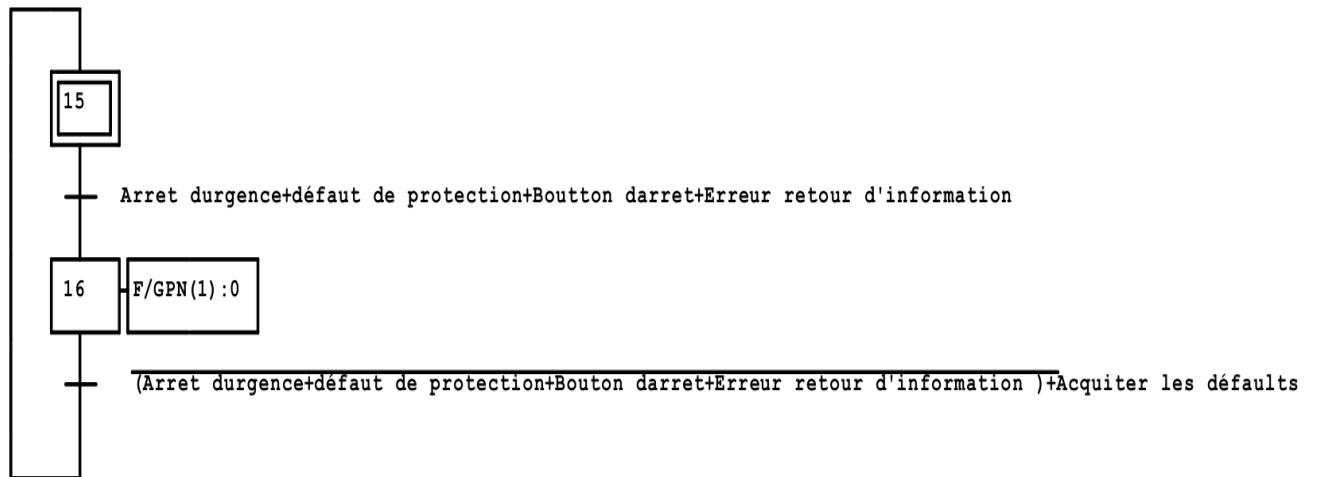 15
Arret durgence+défaut de protection+Boutton darret+Erreur retour d'information
16 F/GPN(1):0
(Arret durgence+défaut de protection+Bouton darret+Erreur retour d'information )+Acquiter les défaults